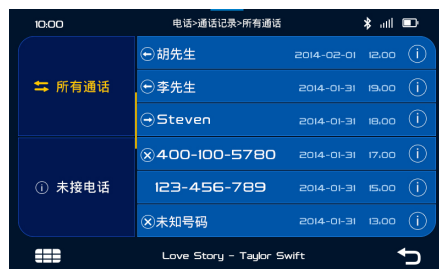 10:00 电话>通话记录>所有通话
所有通话
未接电话
胡先生 2014-02-01 12.00
李先生 2014-01-31 19.00
Steven 2014-01-31 18.00
400-100-5780 2014-01-31 17.00
123-456-789 2014-01-31 15.00
未知号码 2014-01-31 13.00
Love Story - Taylor Swift